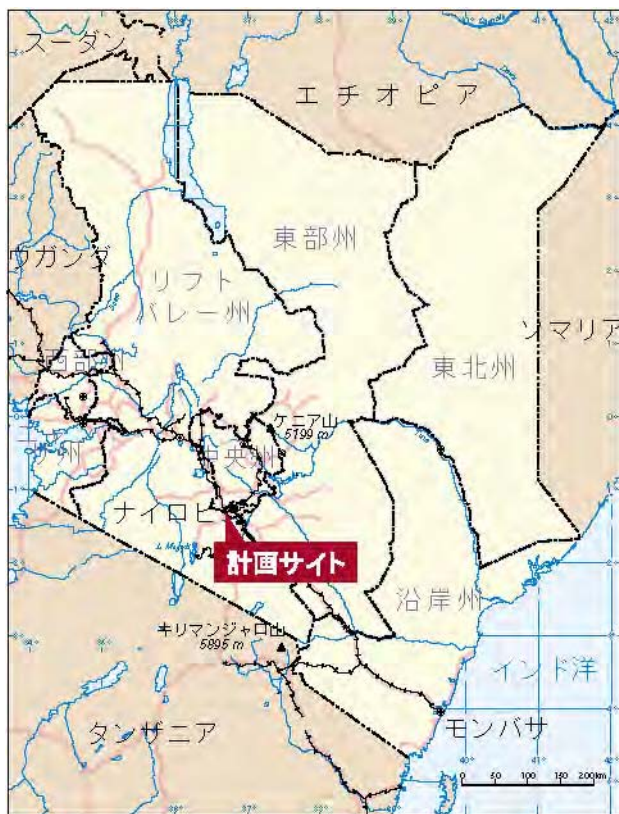 スーダン
エチオピア
東部州
ウガンダ
リフト
バレー州
ソマリア
西部州
東北州
ケニア山
5199 m
中央州
ナイロビ
計画サイト
沿岸州
キリマンジャロ山
5895 m
インド洋
タンザニア
モンバサ
0 50 100 150 200km